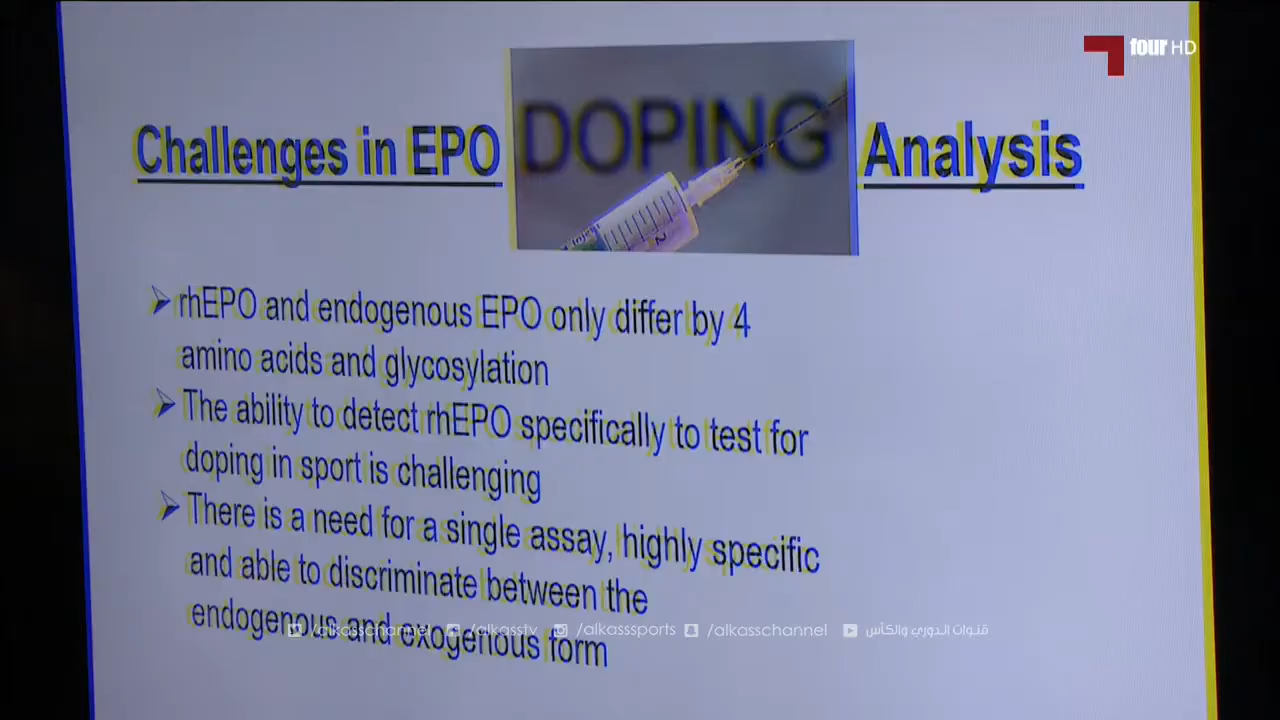 four HD
Challenges in EPO DOPING Analysis
➢ rhEPO and endogenous EPO only differ by 4
amino acids and glycosylation
➢ The ability to detect rhEPO specifically to test for
doping in sport is challenging
➢ There is a need for a single assay, highly specific
and able to discriminate between the
endogenous and exogenous form
/alkasschannel /alkasstv /alkasssports /alkasschannel قنوات الدوري والكأس